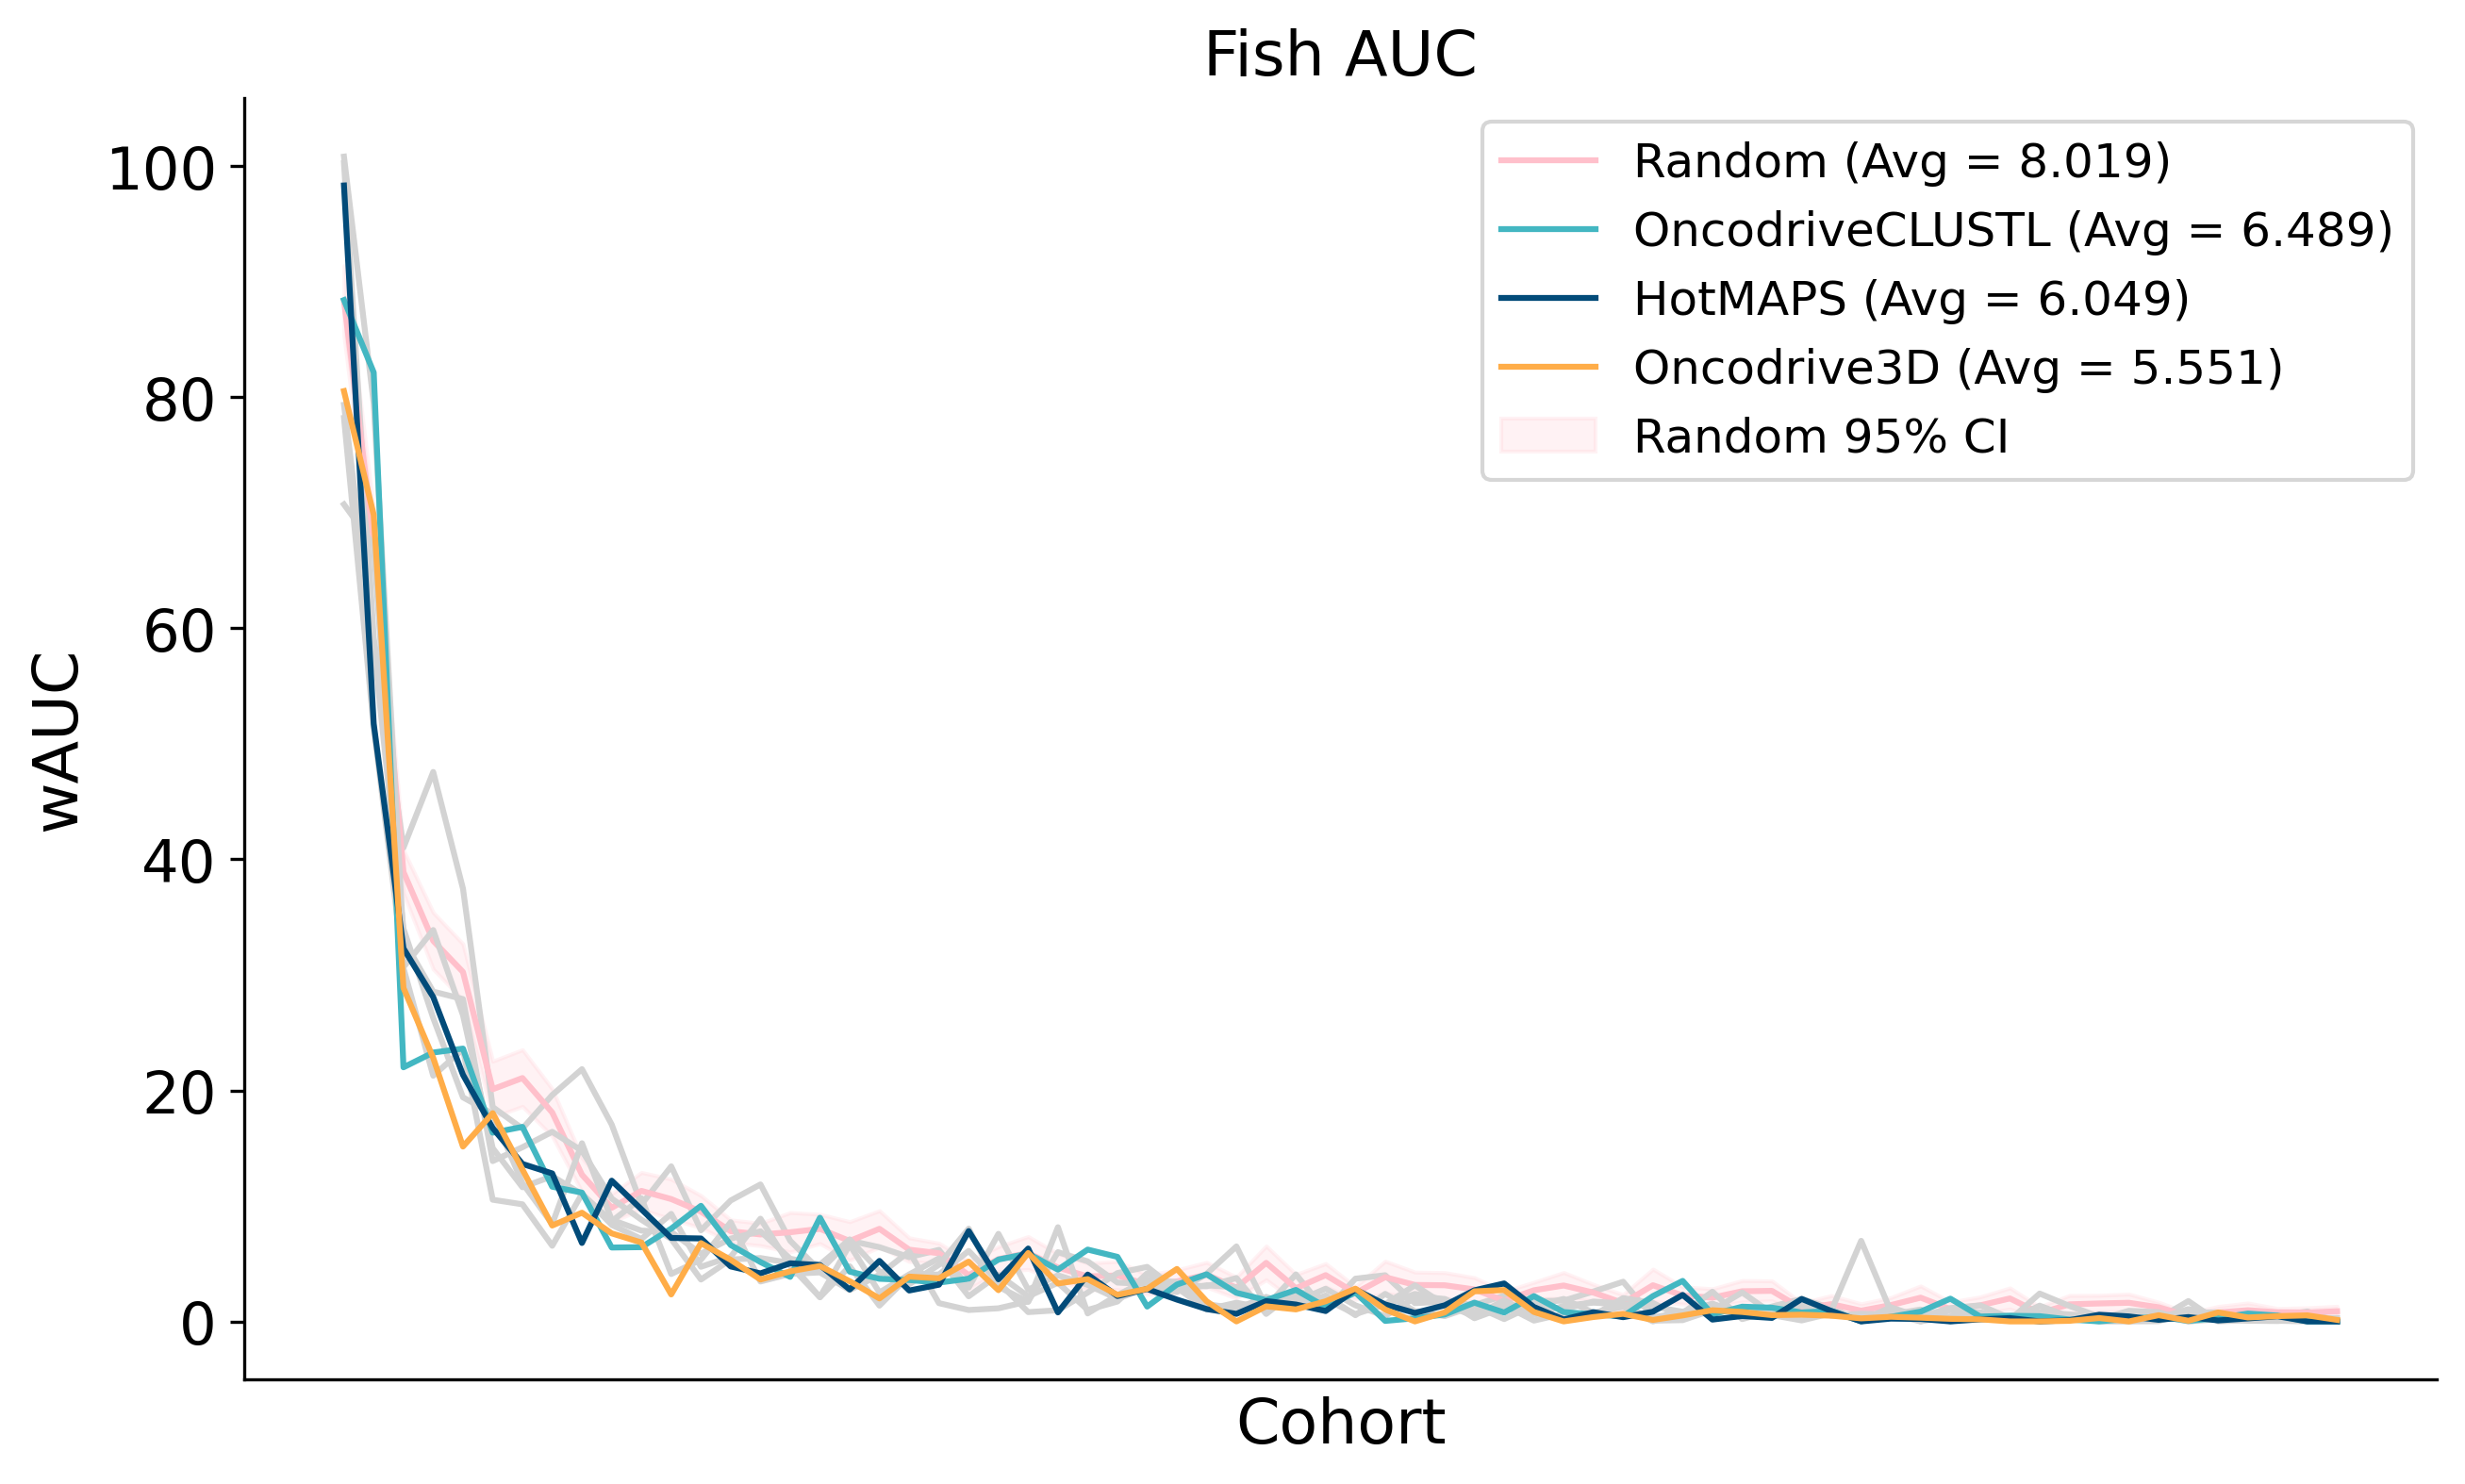 Fish AUC
wAUC
100
80
60
40
20
0
Random (Avg = 8.019)
OncodriveCLUSTL (Avg = 6.489)
HotMAPS (Avg = 6.049)
Oncodrive3D (Avg = 5.551)
Random 95% CI
Cohort